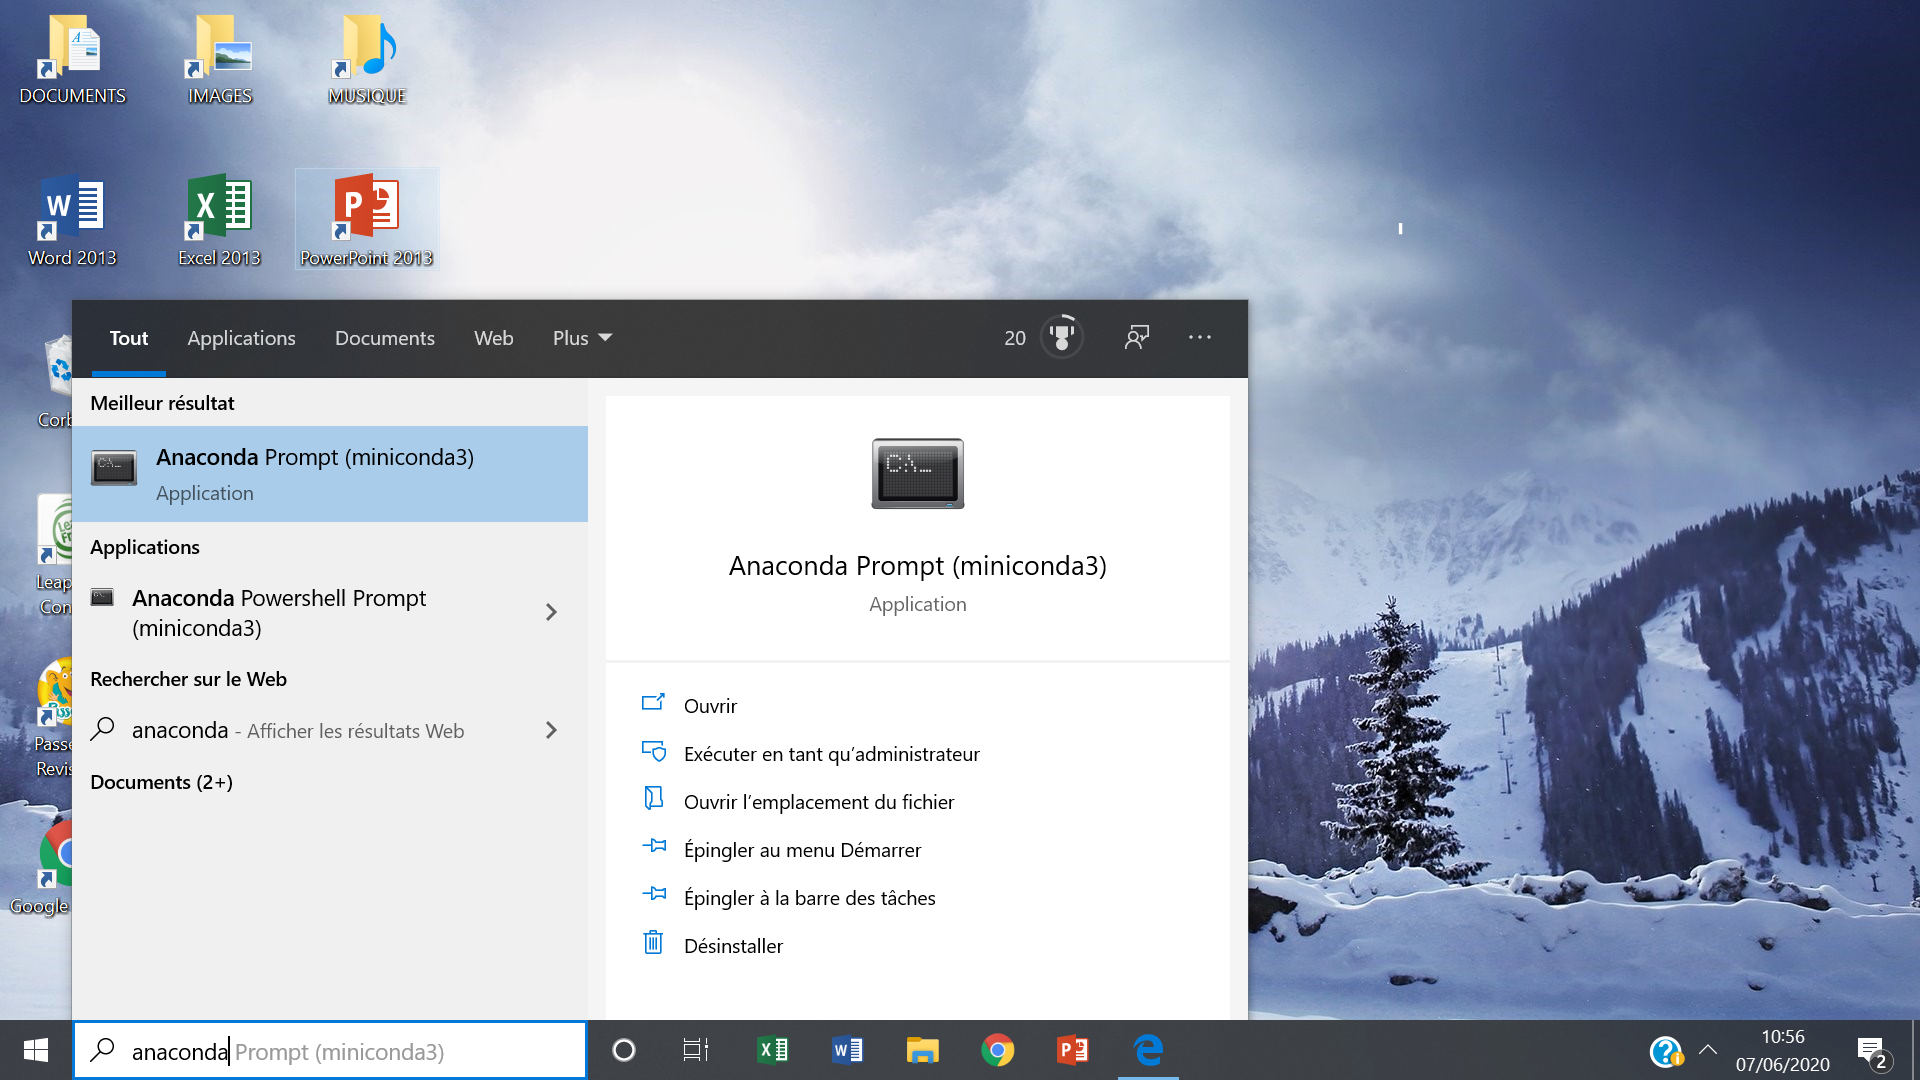 DOCUMENTS
IMAGES
MUSIQUE
Word 2013
Excel 2013
PowerPoint 2013
Corb
Leap
Con
Passe
Revis
Google
Tout
Applications
Documents
Web
Plus
20
Meilleur résultat
Anaconda Prompt (miniconda3)
Application
Applications
Anaconda Powershell Prompt
(miniconda3)
Rechercher sur le Web
anaconda - Afficher les résultats Web
Documents (2+)
Anaconda Prompt (miniconda3)
Application
Ouvrir
Exécuter en tant qu’administrateur
Ouvrir l’emplacement du fichier
Épingler au menu Démarrer
Épingler à la barre des tâches
Désinstaller
anaconda Prompt (miniconda3)
10:56
07/06/2020
2